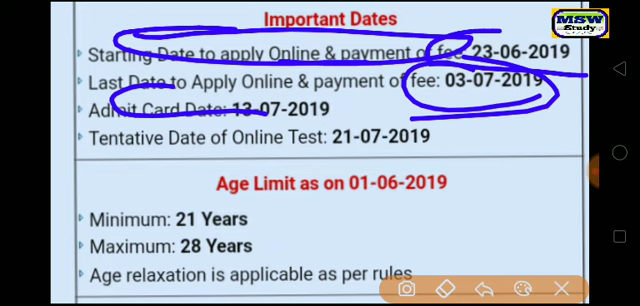 MSW
Study
Important Dates
Starting Date to apply Online & payment of fee: 23-06-2019
Last Date to Apply Online & payment of fee: 03-07-2019
Admit Card Date: 13-07-2019
Tentative Date of Online Test: 21-07-2019
Age Limit as on 01-06-2019
Minimum: 21 Years
Maximum: 28 Years
Age relaxation is applicable as per rules